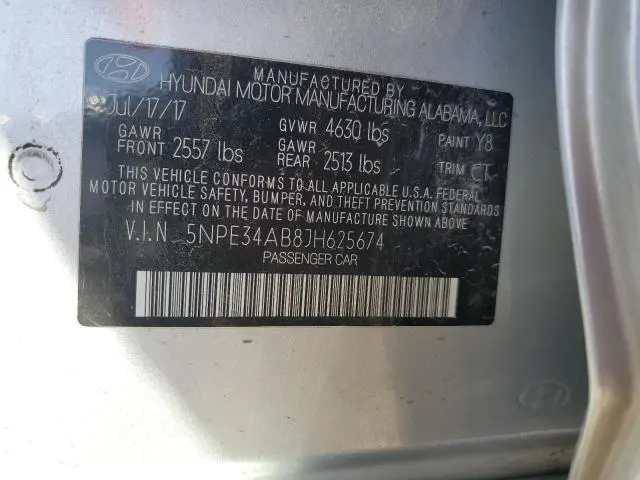 MANUFACTURED BY
HYUNDAI MOTOR MANUFACTURING ALABAMA, LLC
Jul/17/17
GVWR 4630 lbs
PAINT Y8
GAWR FRONT 2557 lbs
GAWR REAR 2513 lbs
TRIM CT
THIS VEHICLE CONFORMS TO ALL APPLICABLE U.S.A. FEDERAL
MOTOR VEHICLE SAFETY, BUMPER, AND THEFT PREVENTION STANDARDS
IN EFFECT ON THE DATE OF MANUFACTURE SHOWN ABOVE.
V.I.N 5NPE34AB8JH625674
PASSENGER CAR